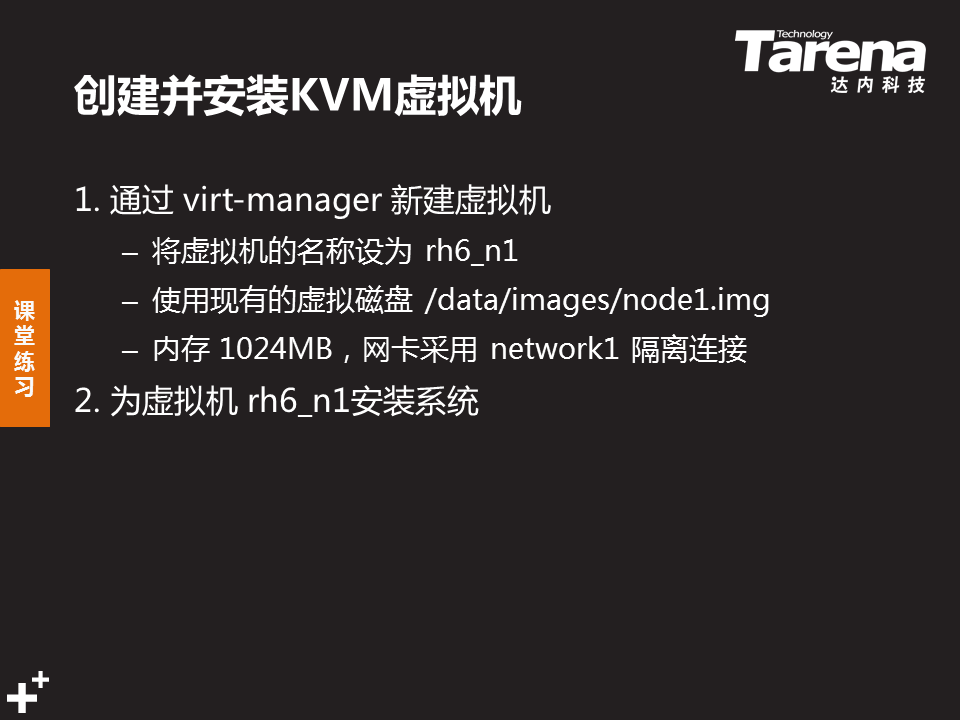 Technology
Tarena
达内科技
创建并安装KVM虚拟机
1. 通过 virt-manager 新建虚拟机
– 将虚拟机的名称设为 rh6_n1
– 使用现有的虚拟磁盘 /data/images/node1.img
– 内存 1024MB，网卡采用 network1 隔离连接
2. 为虚拟机 rh6_n1安装系统
课堂练习